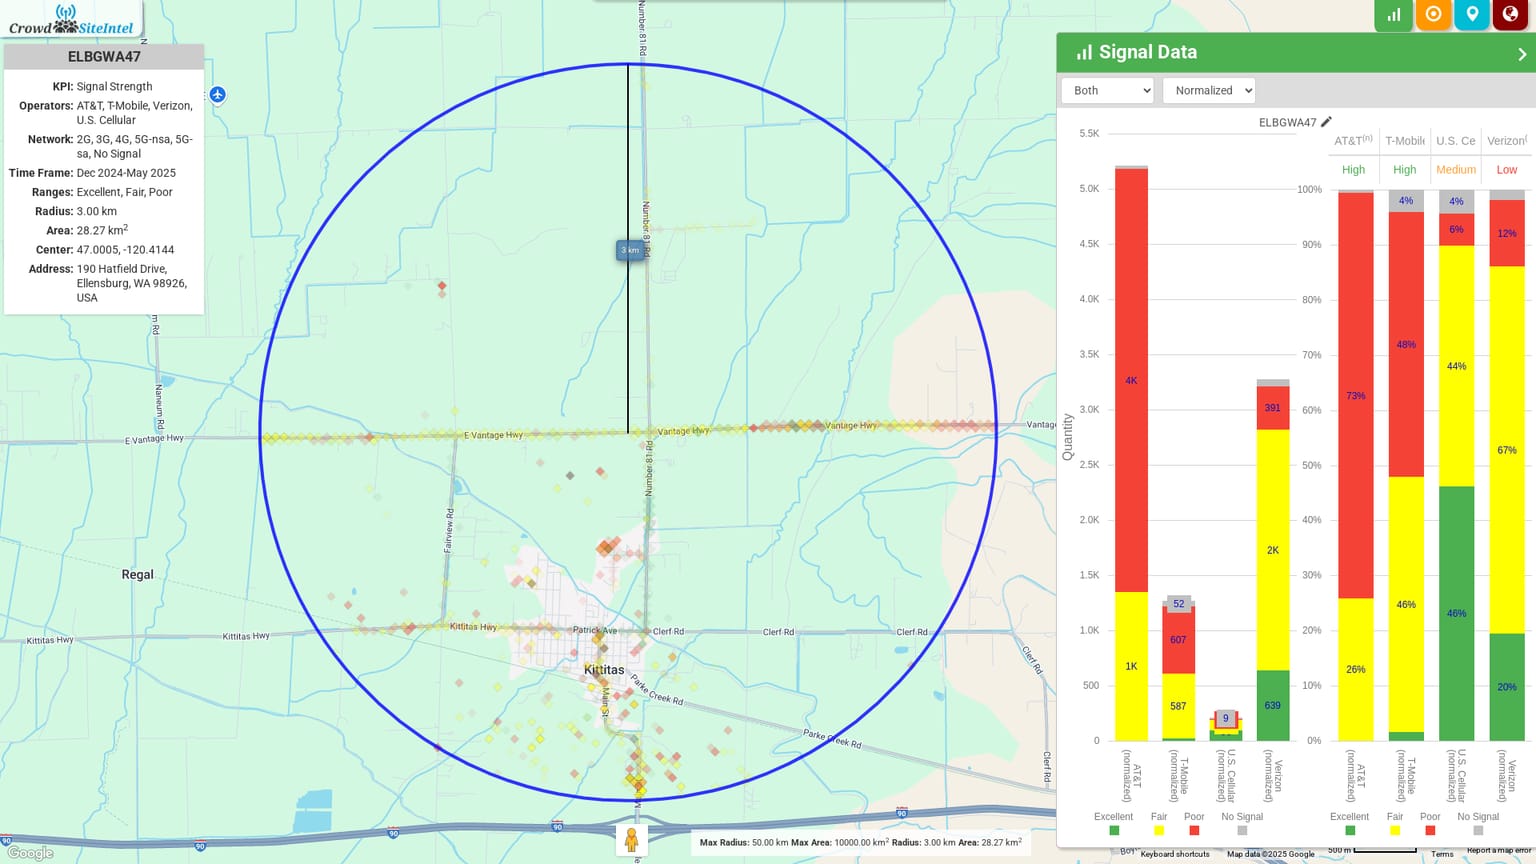 Crowd SiteIntel
ELBGWA47
KPI: Signal Strength
Operators: AT&T, T-Mobile, Verizon,
U.S. Cellular
Network: 2G, 3G, 4G, 5G-nsa, 5G-
sa, No Signal
Time Frame: Dec 2024-May 2025
Ranges: Excellent, Fair, Poor
Radius: 3.00 km
Area: 28.27 km²
Center: 47.0005, -120.4144
Address: 190 Hatfield Drive,
Ellensburg, WA 98926,
USA
Number 81 Rd
Number 81 Rd
3 km
Naneum Rd
E Vantage Hwy
E Vantage Hwy
Vantage Hwy
Vantage Hwy
Vantage
Number 81 Rd
Fairview Rd
Regal
Kittitas Hwy
Kittitas Hwy
Kittitas Hwy
Patrick Ave
Clerf Rd
Clerf Rd
Clerf Rd
Clerf Rd
Kittitas
Main St
Parke Creek Rd
Parke Creek Rd
Clerf Rd
90
90
90
90
90
Google
Max Radius: 50.00 km Max Area: 10000.00 km² Radius: 3.00 km Area: 28.27 km²
Signal Data
Both
Normalized
ELBGWA47
Quantity
5.5K
5.0K
4.5K
4.0K
3.5K
3.0K
2.5K
2.0K
1.5K
1.0K
500
0
4K
1K
52
607
587
9
391
2K
639
AT&T (normalized)
T-Mobile (normalized)
U.S. Cellular (normalized)
Verizon (normalized)
Excellent Fair Poor No Signal
AT&T(n) T-Mobile U.S. Ce Verizon(
High High Medium Low
100%
90%
80%
70%
60%
50%
40%
30%
20%
10%
0%
73%
26%
4%
48%
46%
4%
6%
44%
46%
12%
67%
20%
AT&T (normalized)
T-Mobile (normalized)
U.S. Cellular (normalized)
Verizon (normalized)
Excellent Fair Poor No Signal
Keyboard shortcuts Map data ©2025 Google 500 m Terms Report a map error